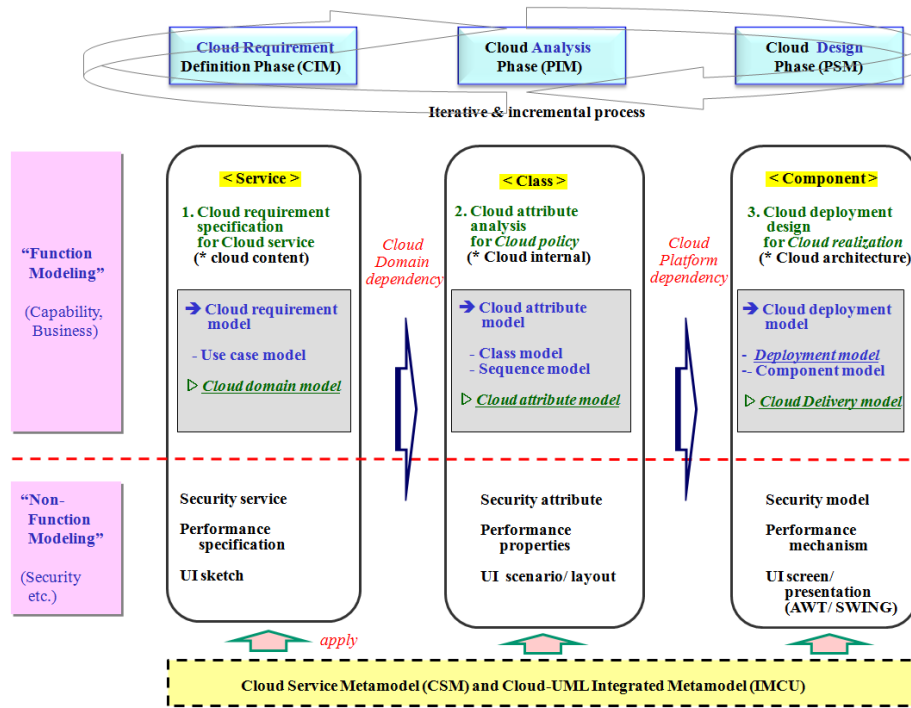 Cloud Requirement
Definition Phase (CIM)
Cloud Analysis
Phase (PIM)
Cloud Design
Phase (PSM)
Iterative & incremental process
“Function
Modeling”
(Capability,
Business)
< Service >
1. Cloud requirement
specification
for Cloud service
(* cloud content)
➔ Cloud requirement
model
- Use case model
▷ Cloud domain model
Cloud
Domain
dependency
< Class >
2. Cloud attribute
analysis
for Cloud policy
(* Cloud internal)
➔ Cloud attribute
model
- Class model
- Sequence model
▷ Cloud attribute model
Cloud
Platform
dependency
< Component >
3. Cloud deployment
design
for Cloud realization
(* Cloud architecture)
➔ Cloud deployment
model
- Deployment model
-- Component model
▷ Cloud Delivery model
“Non-
Function
Modeling”
(Security
etc.)
Security service
Performance
specification
UI sketch
Security attribute
Performance
properties
UI scenario/ layout
Security model
Performance
mechanism
UI screen/
presentation
(AWT/ SWING)
apply
Cloud Service Metamodel (CSM) and Cloud-UML Integrated Metamodel (IMCU)